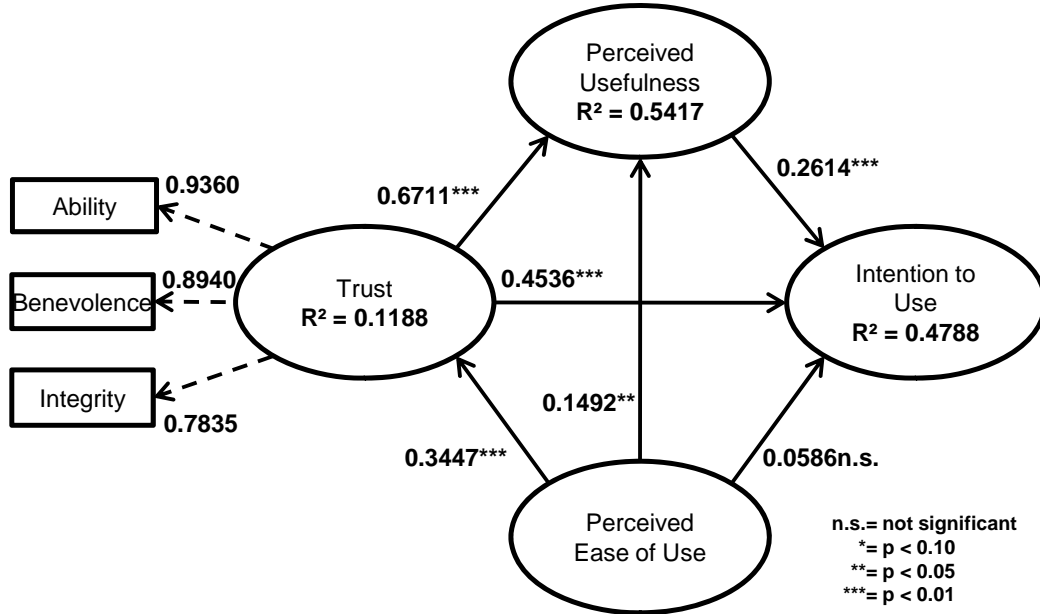 Perceived
Usefulness
R² = 0.5417
0.9360
Ability
0.6711***
0.2614***
Benevolence
0.8940
Trust
R² = 0.1188
0.4536***
Intention to
Use
R² = 0.4788
Integrity
0.7835
0.1492**
0.3447***
0.0586n.s.
Perceived
Ease of Use
n.s.= not significant
*= p < 0.10
**= p < 0.05
***= p < 0.01